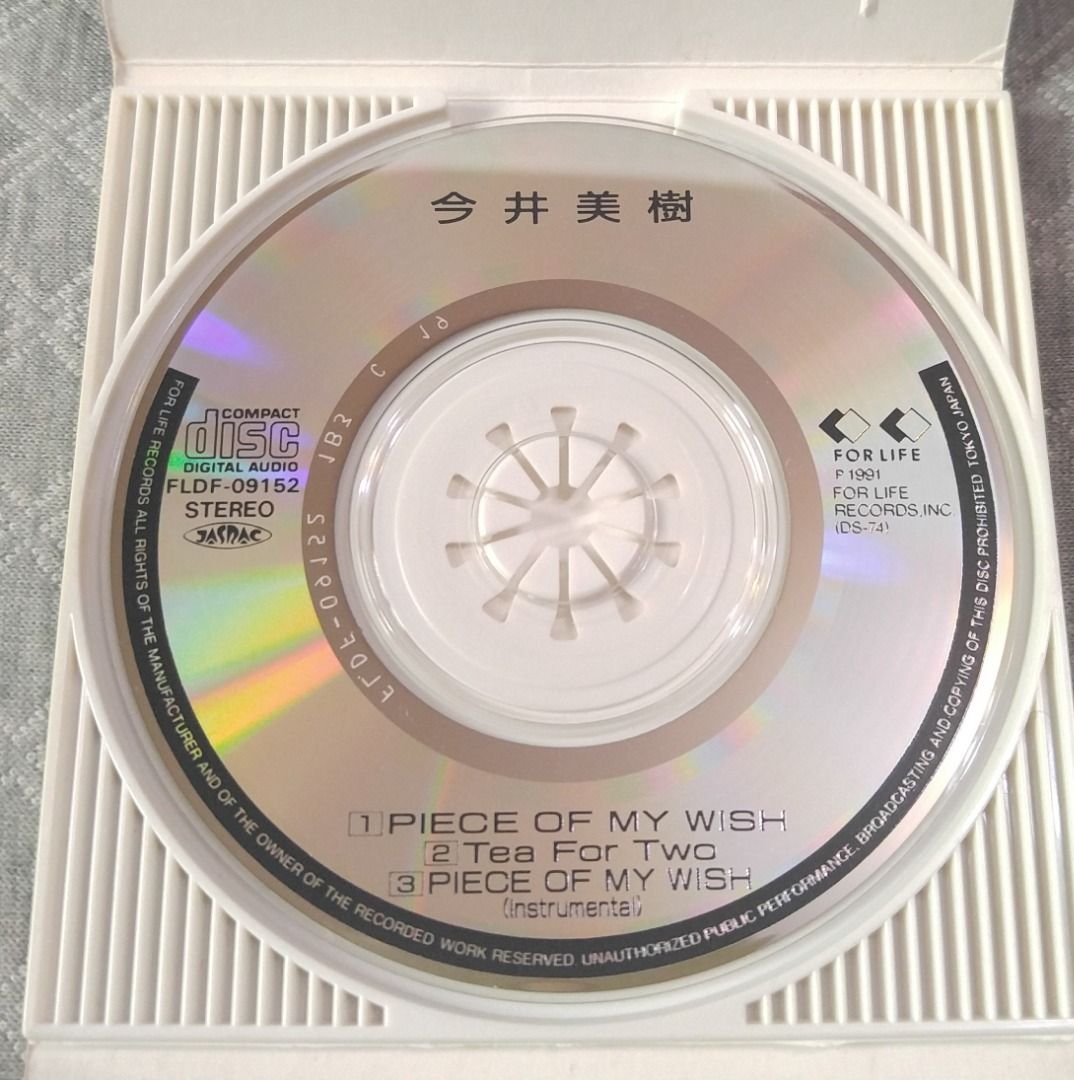 今井美樹
COMPACT
disc
DIGITAL AUDIO
FLDF-09152
STEREO
JASRAC
FOR LIFE
P 1991
FOR LIFE
RECORDS,INC.
(DS-74)
FLDF-09152 1B3 C 19
1 PIECE OF MY WISH
2 Tea For Two
3 PIECE OF MY WISH
(instrumental)
FOR LIFE RECORDS ALL RIGHTS OF THE MANUFACTURER AND OF THE OWNER OF THE RECORDED WORK RESERVED UNAUTHORIZED PUBLIC PERFORMANCE. BROADCASTING AND COPYING OF THIS DISC PROHIBITED TOKYO JAPAN